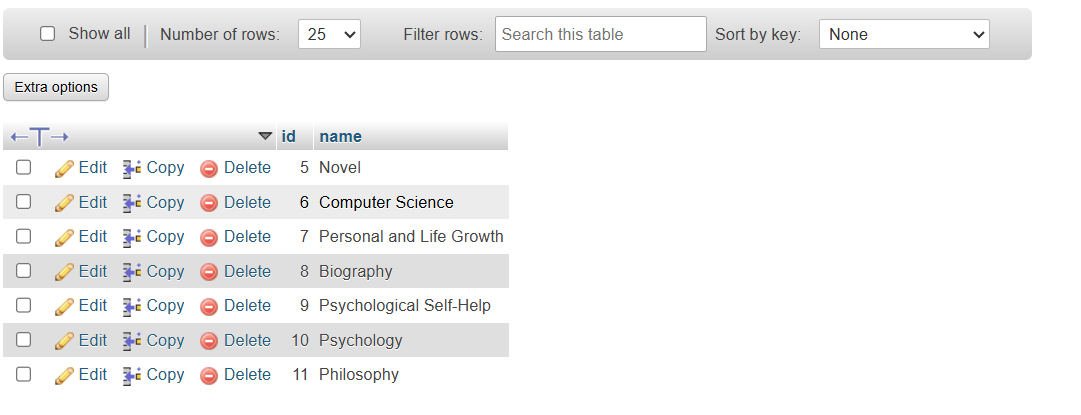 Show all Number of rows: 25 Filter rows: Search this table Sort by key: None
Extra options
id name
Edit Copy Delete 5 Novel
Edit Copy Delete 6 Computer Science
Edit Copy Delete 7 Personal and Life Growth
Edit Copy Delete 8 Biography
Edit Copy Delete 9 Psychological Self-Help
Edit Copy Delete 10 Psychology
Edit Copy Delete 11 Philosophy